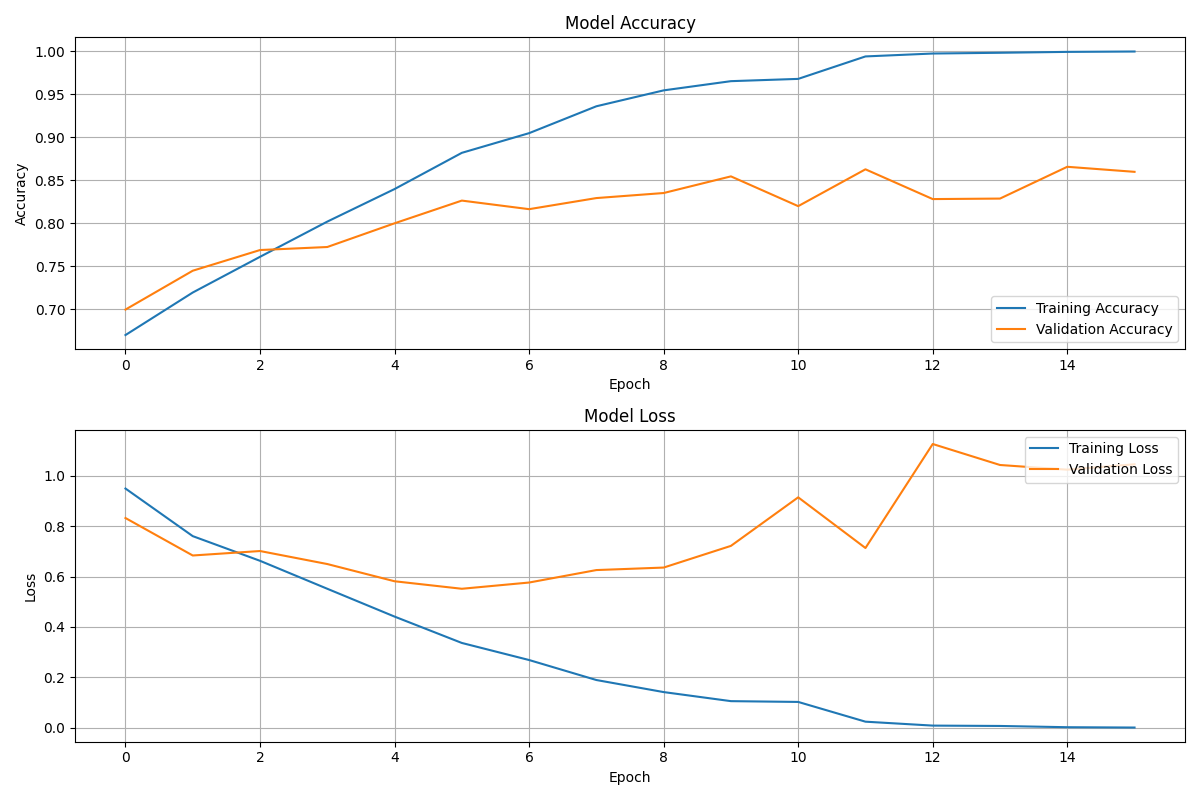 Model Accuracy
1.00
0.95
0.90
0.85
0.80
0.75
0.70
Accuracy
Training Accuracy
Validation Accuracy
0 2 4 6 8 10 12 14
Epoch
Model Loss
1.0
0.8
0.6
0.4
0.2
0.0
Loss
Training Loss
Validation Loss
0 2 4 6 8 10 12 14
Epoch